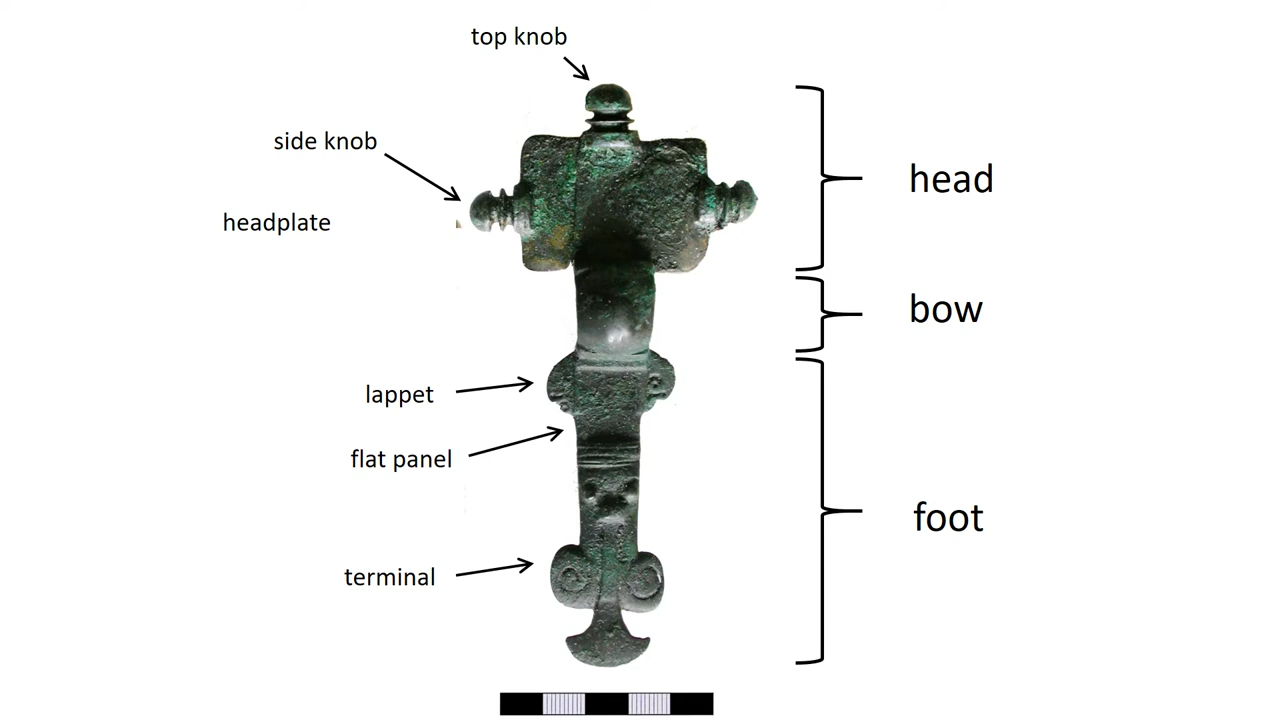 top knob
side knob
headplate
head
bow
lappet
flat panel
foot
terminal